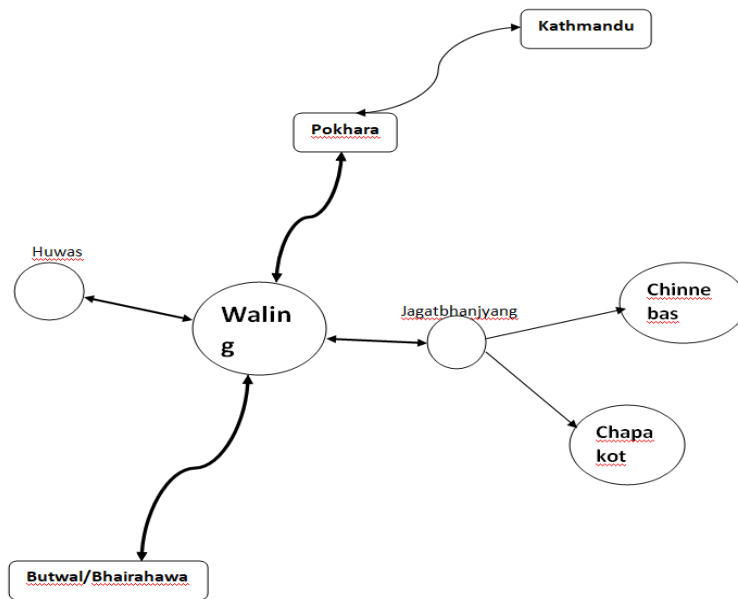 Kathmandu
Pokhara
Huwas
Walin
g
Jagatbhanjyang
Chinne
bas
Chapa
kot
Butwal/Bhairahawa